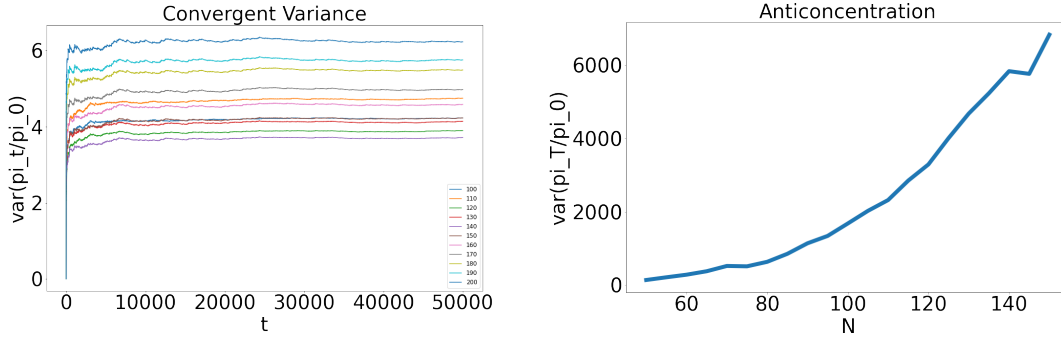 Convergent Variance
var(pi_t/pi_0)
6
4
2
0
100
110
120
130
140
150
160
170
180
190
200
0 10000 20000 30000 40000 50000
t
Anticoncentration
var(pi_T/pi_0)
6000
4000
2000
0
60 80 100 120 140
N